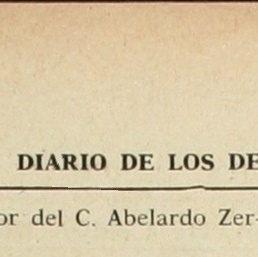 DIARIO DE LOS DE
or del C. Abelardo Zer-